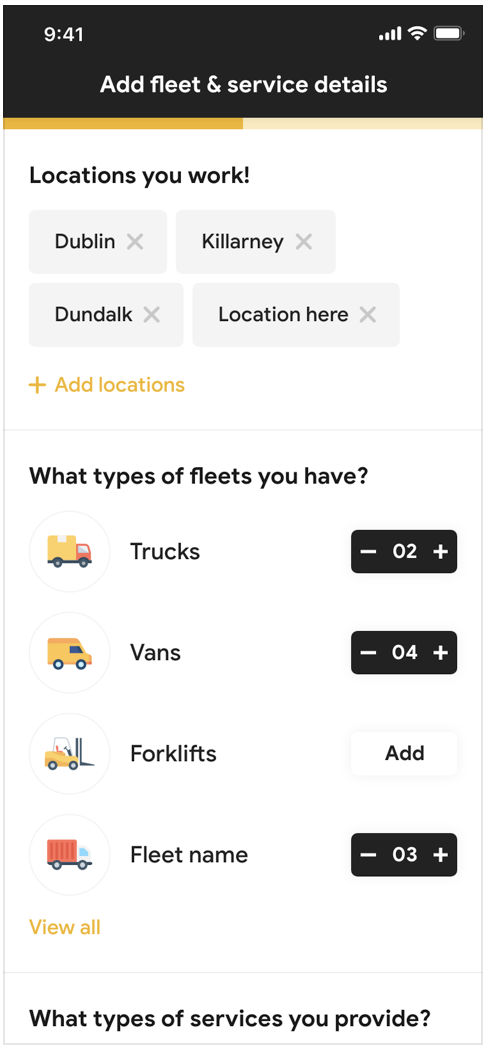 9:41
Add fleet & service details
Locations you work!
Dublin ✕ Killarney ✕
Dundalk ✕ Location here ✕
+ Add locations
What types of fleets you have?
Trucks − 02 +
Vans − 04 +
Forklifts Add
Fleet name − 03 +
View all
What types of services you provide?